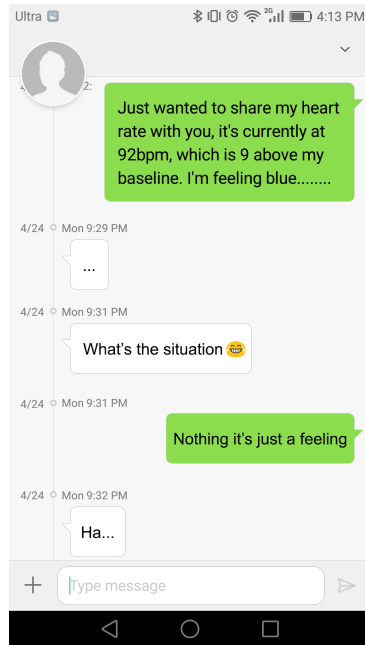 Ultra 2G 4:13 PM
2:
Just wanted to share my heart
rate with you, it's currently at
92bpm, which is 9 above my
baseline. I'm feeling blue........
4/24 Mon 9:29 PM
...
4/24 Mon 9:31 PM
What's the situation 😂
4/24 Mon 9:31 PM
Nothing it's just a feeling
4/24 Mon 9:32 PM
Ha...
Type message